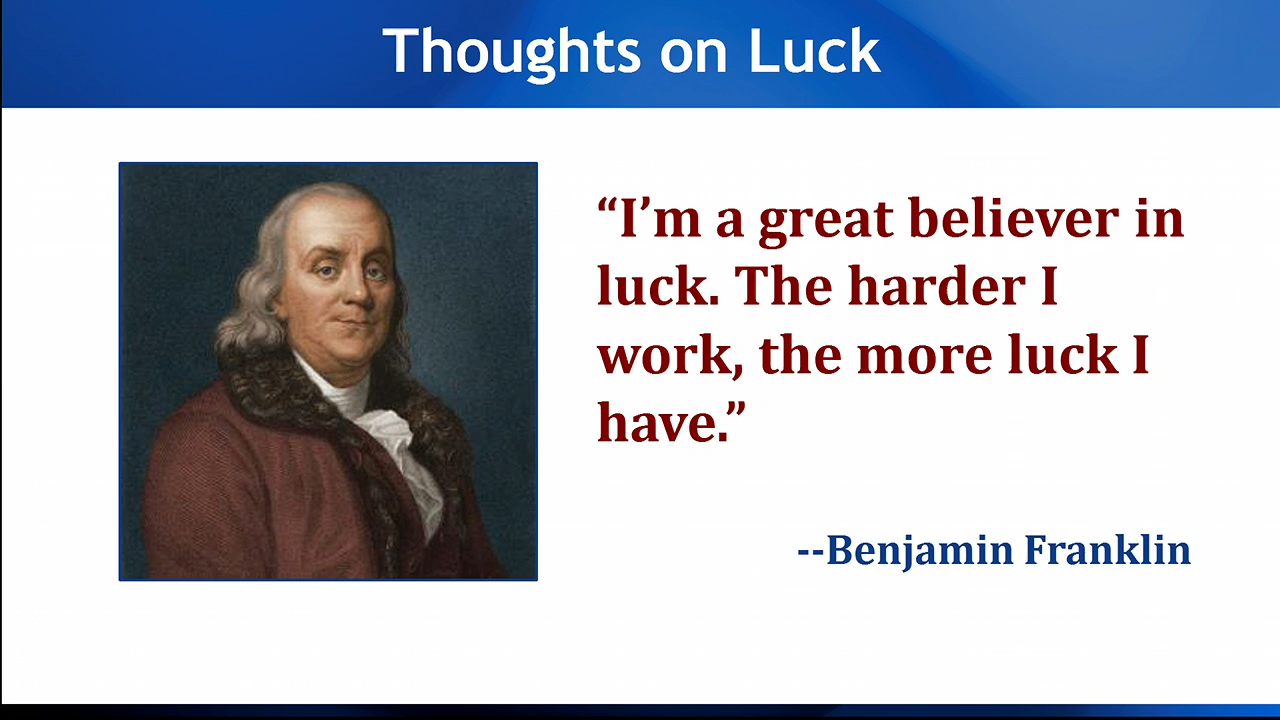 Thoughts on Luck
“I’m a great believer in
luck. The harder I
work, the more luck I
have.”
--Benjamin Franklin